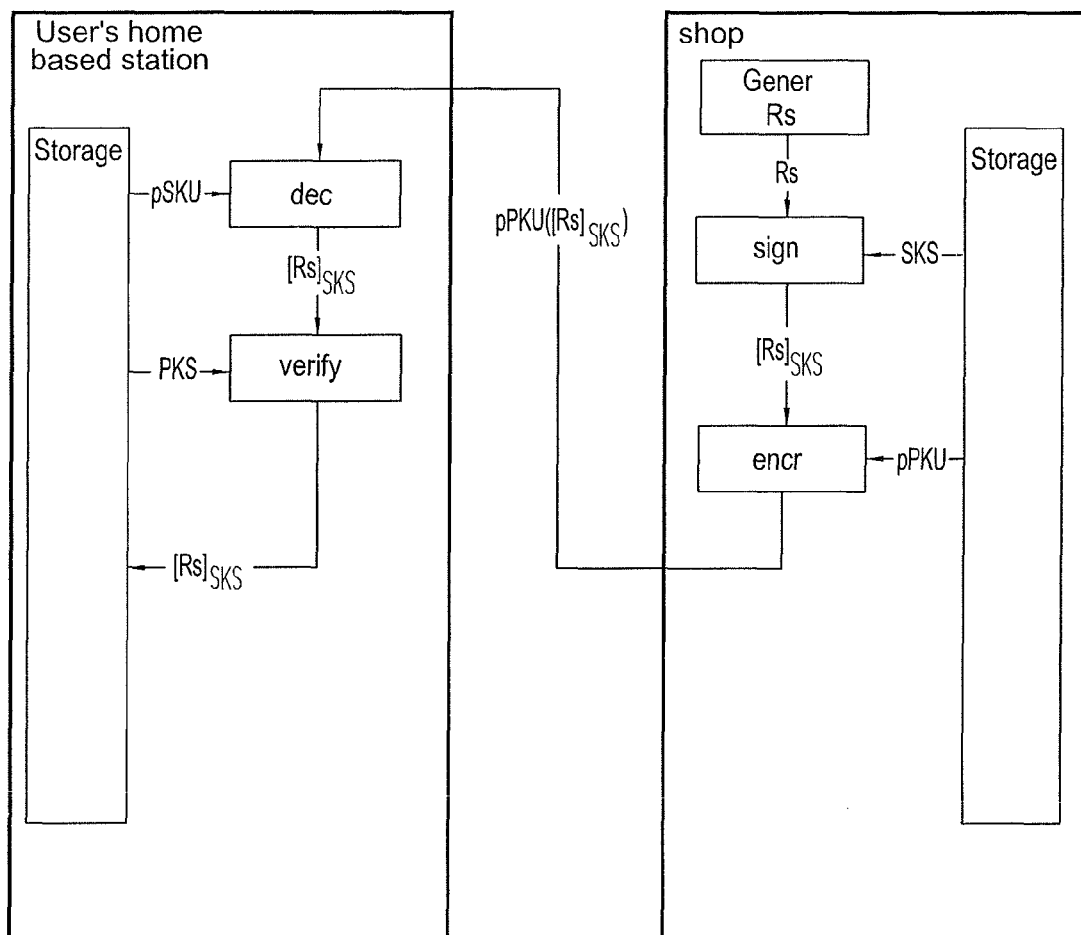 User's home
based station
Storage
pSKU
dec
[Rs]SKS
PKS
verify
[Rs]SKS
pPKU([Rs]SKS)
shop
Gener
Rs
Rs
sign
SKS
[Rs]SKS
encr
pPKU
Storage